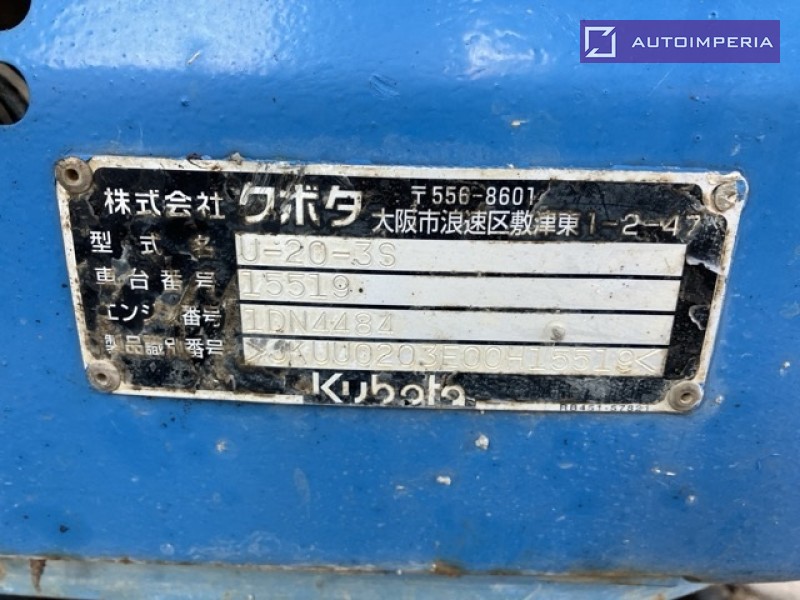 AUTOIMPERIA
株式会社 クボタ 〒556-8601
大阪市浪速区敷津東1-2-47
型式名 U-20-3S
車台番号 15519
エンジン番号 1DN4484
製品識別番号 >JKUU0203E00H15519<
Kubota